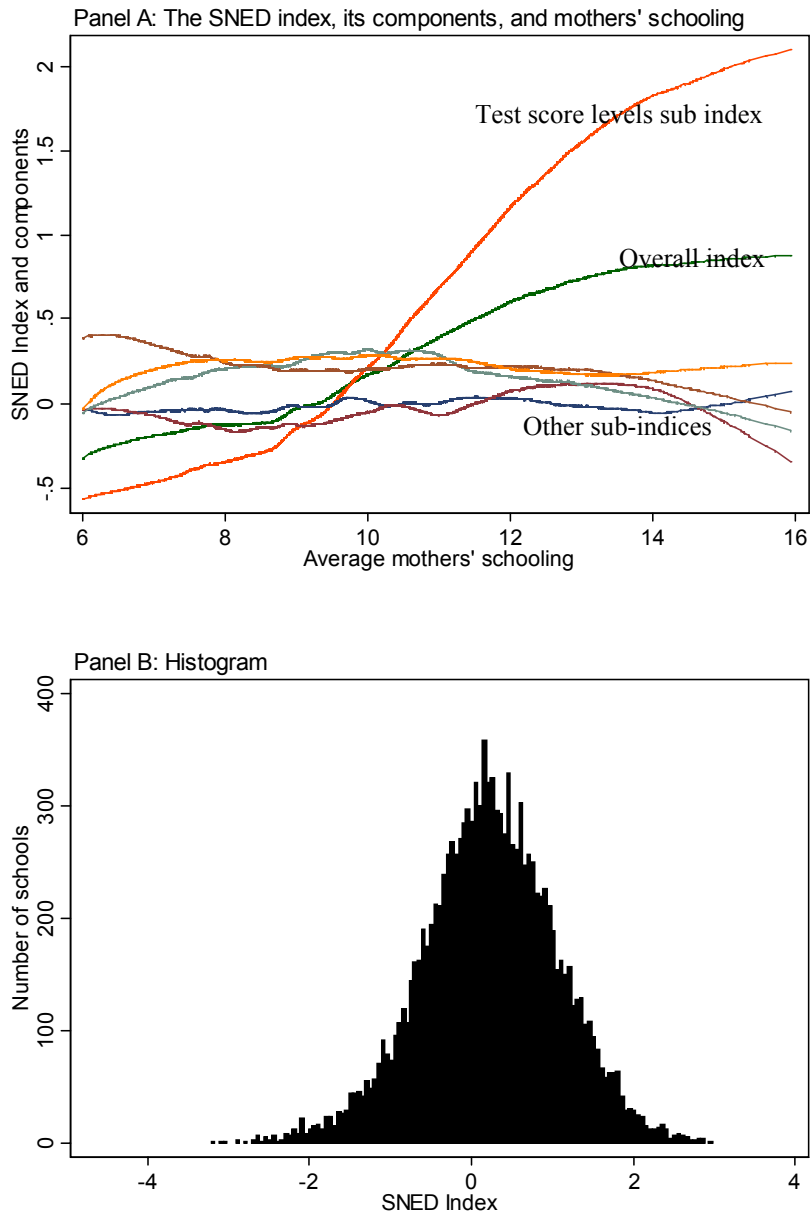 Panel A: The SNED index, its components, and mothers' schooling
SNED Index and components
2
1.5
1
.5
0
-.5
Test score levels sub index
Overall index
Other sub-indices
6 8 10 12 14 16
Average mothers' schooling
Panel B: Histogram
Number of schools
400
300
200
100
0
-4 -2 0 2 4
SNED Index